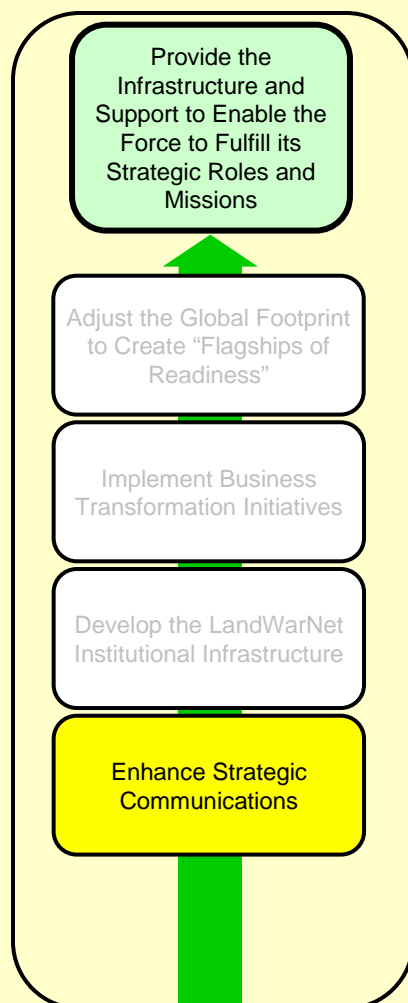 Provide the
Infrastructure and
Support to Enable the
Force to Fulfill its
Strategic Roles and
Missions
Adjust the Global Footprint
to Create “Flagships of
Readiness”
Implement Business
Transformation Initiatives
Develop the LandWarNet
Institutional Infrastructure
Enhance Strategic
Communications